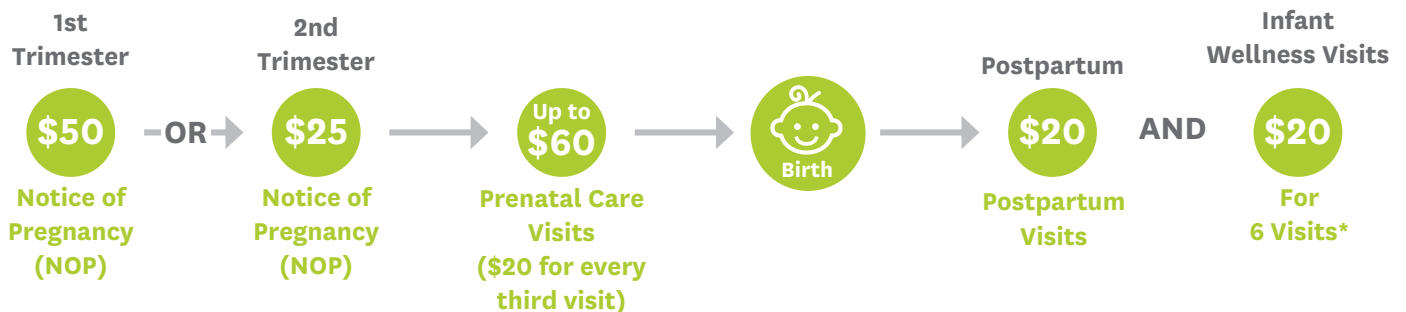 1st
Trimester
$50
Notice of
Pregnancy
(NOP)
OR
2nd
Trimester
$25
Notice of
Pregnancy
(NOP)
Up to
$60
Prenatal Care
Visits
($20 for every
third visit)
Birth
Postpartum
$20
Postpartum
Visits
AND
Infant
Wellness Visits
$20
For
6 Visits*